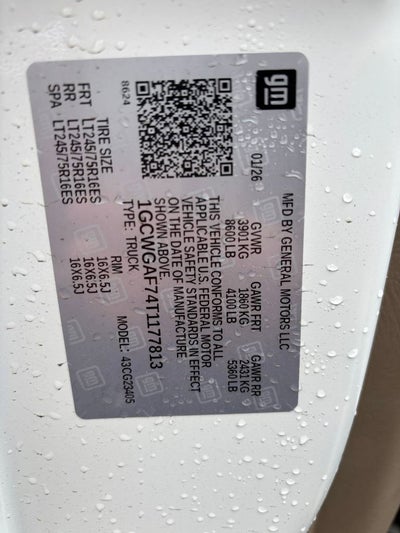 gm
MFD BY GENERAL MOTORS LLC
01/26 GVWR GAWR FRT GAWR RR
3901 KG 1860 KG 2431 KG
8600 LB 4100 LB 5360 LB
THIS VEHICLE CONFORMS TO ALL
APPLICABLE U.S. FEDERAL MOTOR
VEHICLE SAFETY STANDARDS IN EFFECT
ON THE DATE OF MANUFACTURE
SHOWN ABOVE.
1GCWGAF74T1177813
TYPE: TRUCK MODEL: 43CG23405
8624
TIRE SIZE RIM
FRT LT245/75R16ES 16X6.5J
RR LT245/75R16ES 16X6.5J
SPA LT245/75R16ES 16X6.5J